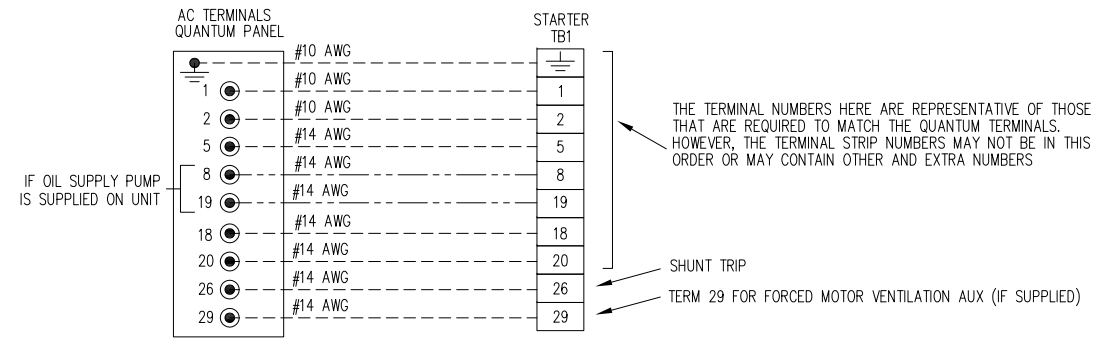 AC TERMINALS
QUANTUM PANEL
STARTER
TB1
#10 AWG
1 #10 AWG 1
2 #10 AWG 2
5 #14 AWG 5
8 #14 AWG 8
19 #14 AWG 19
18 #14 AWG 18
20 #14 AWG 20
26 #14 AWG 26
29 #14 AWG 29
IF OIL SUPPLY PUMP
IS SUPPLIED ON UNIT
THE TERMINAL NUMBERS HERE ARE REPRESENTATIVE OF THOSE
THAT ARE REQUIRED TO MATCH THE QUANTUM TERMINALS.
HOWEVER, THE TERMINAL STRIP NUMBERS MAY NOT BE IN THIS
ORDER OR MAY CONTAIN OTHER AND EXTRA NUMBERS
SHUNT TRIP
TERM 29 FOR FORCED MOTOR VENTILATION AUX (IF SUPPLIED)